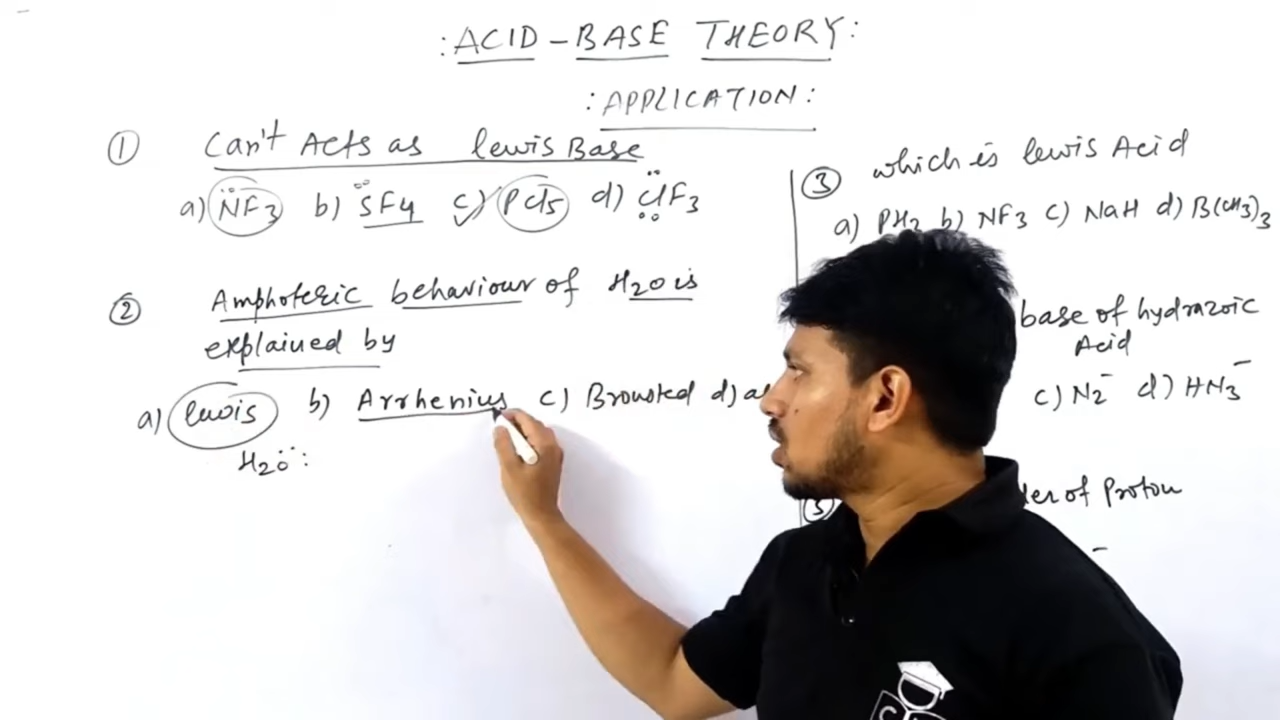 : ACID - BASE THEORY :
: APPLICATION :
① Can't Acts as lewis Base
a) NF3 b) SF4 c) PCl5 d) ClF3
② Amphoteric behaviour of H2O is
explained by
a) lewis b) Arrhenius c) Bronsted d)
H2O
③ which is lewis Acid
a) PH2 b) NF3 c) NaH d) B(CH3)3
base of hydrazoic
Acid
c) N2⁻ d) HN3⁻
⑤ of Proton